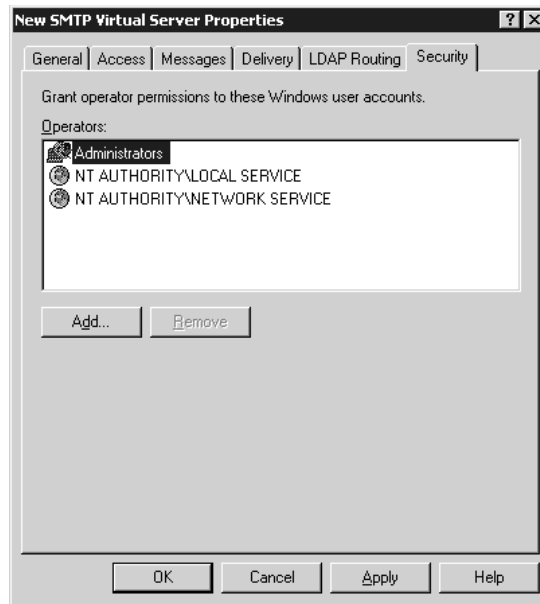 New SMTP Virtual Server Properties
General Access Messages Delivery LDAP Routing Security
Grant operator permissions to these Windows user accounts.
Operators:
Administrators
NT AUTHORITY\LOCAL SERVICE
NT AUTHORITY\NETWORK SERVICE
Add... Remove
OK Cancel Apply Help